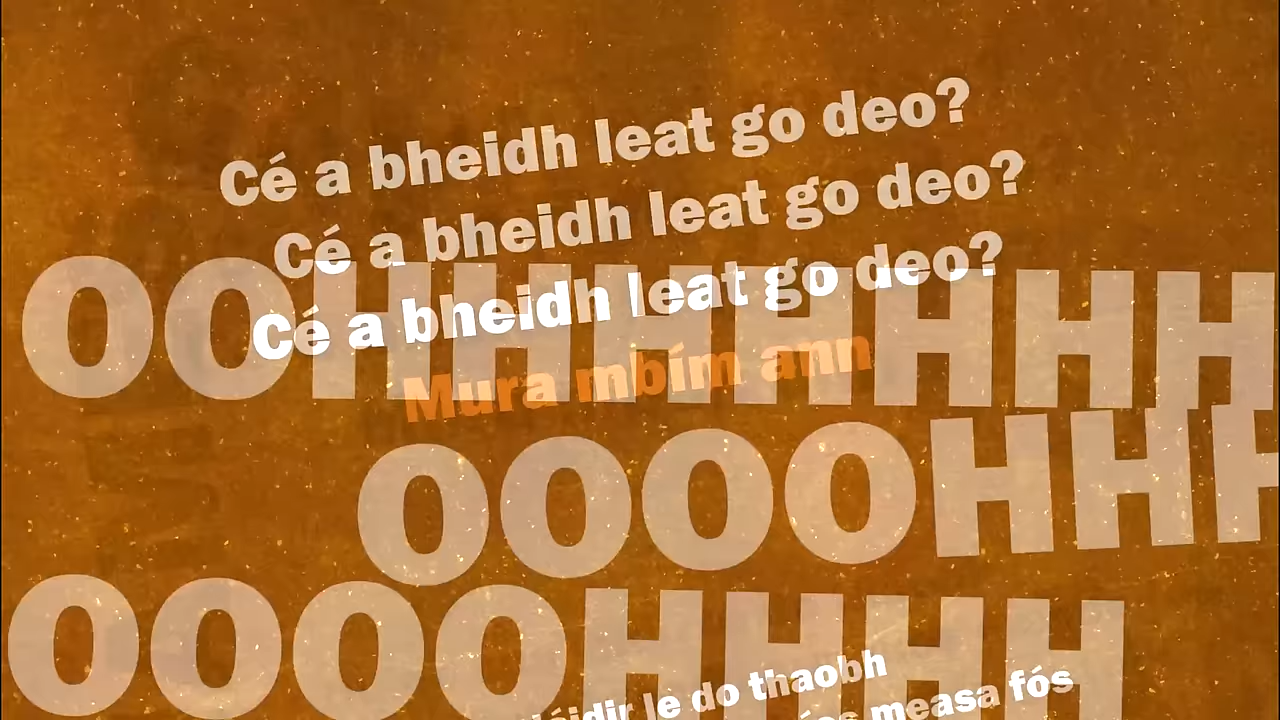 Cé a bheidh leat go deo?
Cé a bheidh leat go deo?
Cé a bheidh leat go deo?
OOHHHHHHH
Mura mbím ann
OOOOHHH
OOOOHHHH
le do thaobh
measa fós